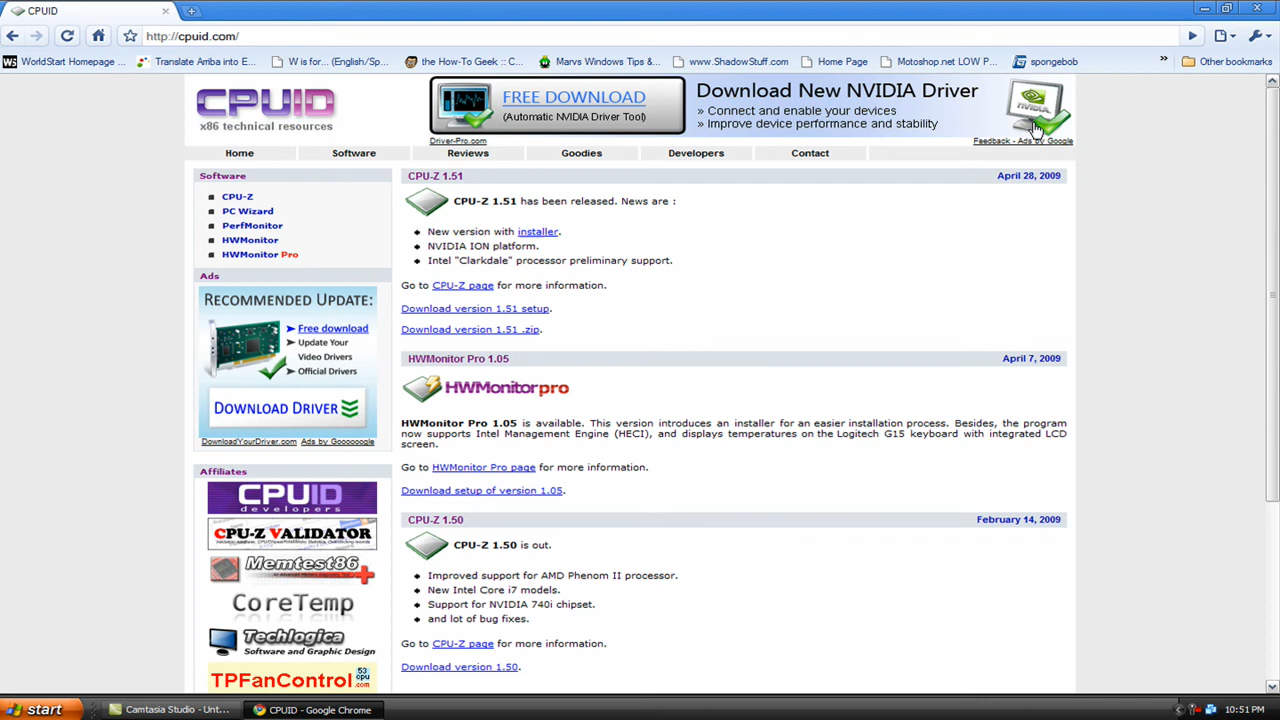 CPUID
http://cpuid.com/
WorldStart Homepage ...
Translate Arriba into E...
W is for... (English/Sp...
the How-To Geek :: C...
Marvs Windows Tips &...
www.ShadowStuff.com
Home Page
Motoshop.net LOW P...
spongebob
»
Other bookmarks
CPUID
x86 technical resources
FREE DOWNLOAD
(Automatic NVIDIA Driver Tool)
Download New NVIDIA Driver
» Connect and enable your devices
» Improve device performance and stability
NVIDIA
Driver-Pro.com
Feedback - Ads by Google
Home
Software
Reviews
Goodies
Developers
Contact
Software
CPU-Z
PC Wizard
PerfMonitor
HWMonitor
HWMonitor Pro
Ads
RECOMMENDED UPDATE:
Free download
Update Your
Video Drivers
Official Drivers
DOWNLOAD DRIVER
DownloadYourDriver.com Ads by Goooooogle
Affiliates
CPUID
developers
CPU-Z VALIDATOR
Memtest86
CoreTemp
Techlogica
Software and Graphic Design
TPFanControl
CPU-Z 1.51
April 28, 2009
CPU-Z 1.51 has been released. News are :
New version with installer.
NVIDIA ION platform.
Intel "Clarkdale" processor preliminary support.
Go to CPU-Z page for more information.
Download version 1.51 setup.
Download version 1.51 .zip.
HWMonitor Pro 1.05
April 7, 2009
HWMonitorpro
HWMonitor Pro 1.05 is available. This version introduces an installer for an easier installation process. Besides, the program
now supports Intel Management Engine (HECI), and displays temperatures on the Logitech G15 keyboard with integrated LCD
screen.
Go to HWMonitor Pro page for more information.
Download setup of version 1.05.
CPU-Z 1.50
February 14, 2009
CPU-Z 1.50 is out.
Improved support for AMD Phenom II processor.
New Intel Core i7 models.
Support for NVIDIA 740i chipset.
and lot of bug fixes.
Go to CPU-Z page for more information.
Download version 1.50.
start
Camtasia Studio - Unt...
CPUID - Google Chrome
10:51 PM